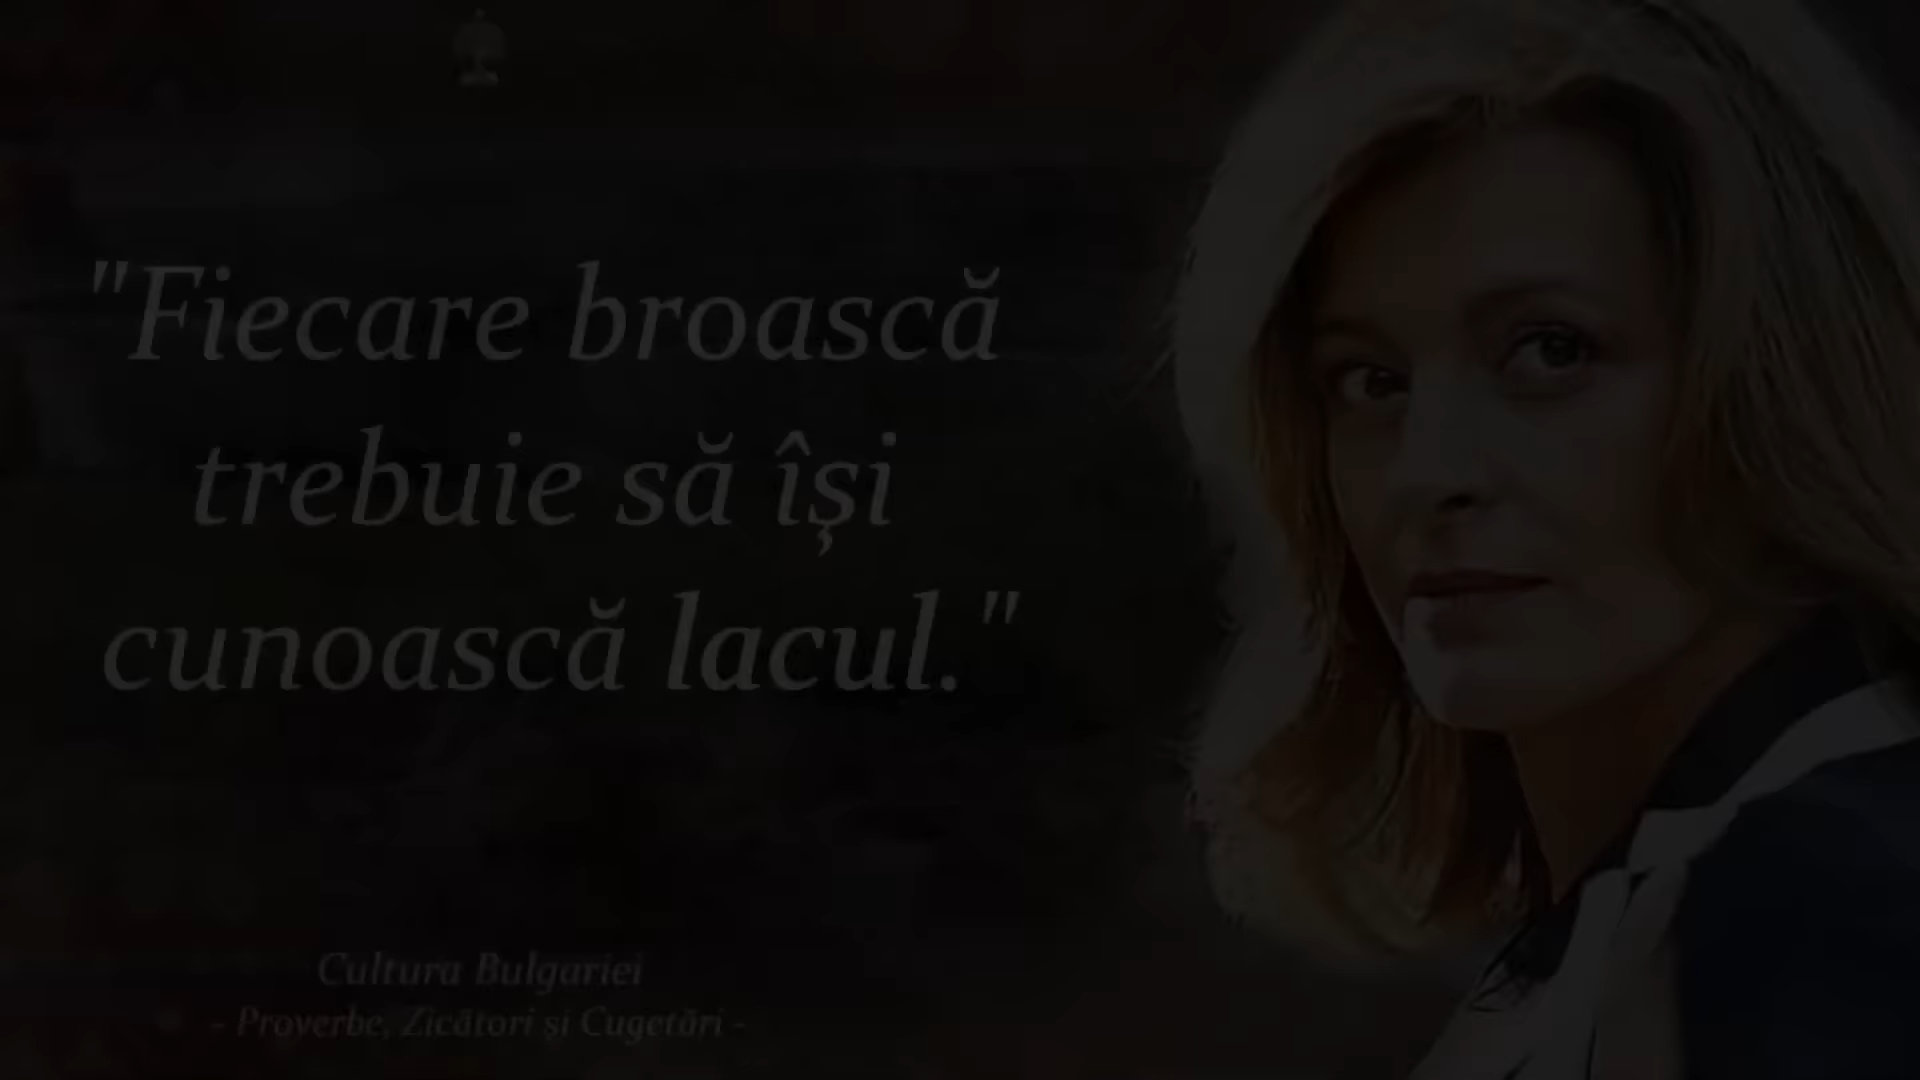 "Fiecare broască
trebuie să își
cunoască lacul."
Cultura Bulgariei
- Proverbe, Zicători și Cugetări -